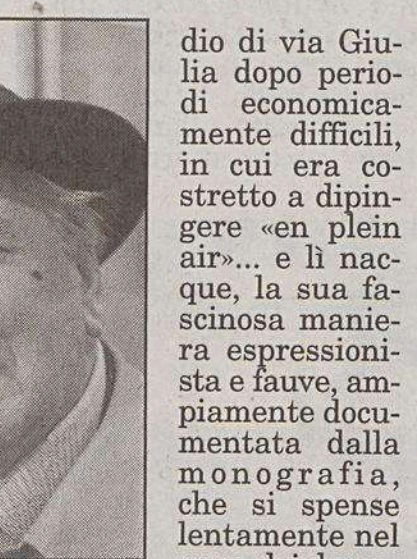 dio di via Giu-
lia dopo perio-
di economica-
mente difficili,
in cui era co-
stretto a dipin-
gere «en plein
air»... e lì nac-
que, la sua fa-
scinosa manie-
ra espressioni-
sta e fauve, am-
piamente docu-
mentata dalla
monografia,
che si spense
lentamente nel